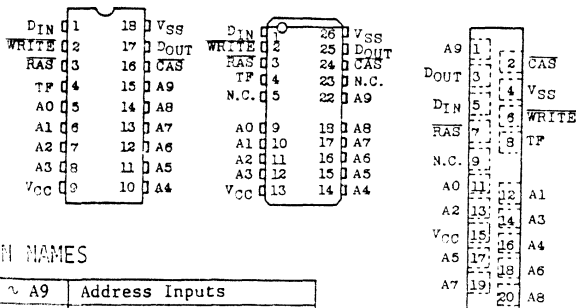 DIN 1 18 VSS
WRITE 2 17 DOUT
RAS 3 16 CAS
TF 4 15 A9
A0 5 14 A8
A1 6 13 A7
A2 7 12 A6
A3 8 11 A5
VCC 9 10 A4
DIN 1 26 VSS
WRITE 2 25 DOUT
RAS 3 24 CAS
TF 4 23 N.C.
N.C. 5 22 A9
A0 9 18 A8
A1 10 17 A7
A2 11 16 A6
A3 12 15 A5
VCC 13 14 A4
A9 1
2 CAS
DOUT 3
4 VSS
DIN 5
6 WRITE
RAS 7
8 TF
N.C. 9
A0 11
12 A1
A2 13
14 A3
VCC 15
16 A4
A5 17
18 A6
A7 19
20 A8
N NAMES
~ A9 Address Inputs